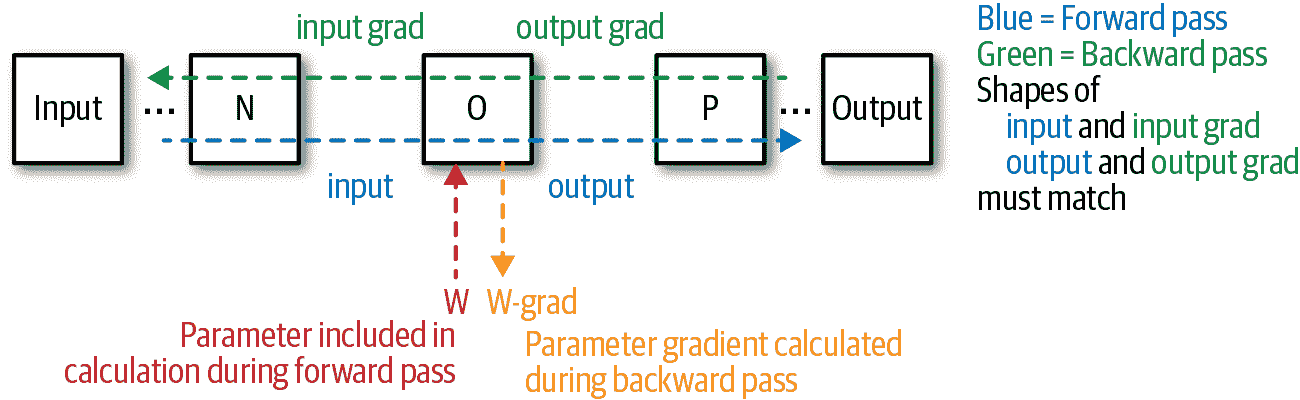 input grad
output grad
Input
...
N
O
P
...
Output
input
output
W
W-grad
Parameter included in
calculation during forward pass
Parameter gradient calculated
during backward pass
Blue = Forward pass
Green = Backward pass
Shapes of
input and input grad
output and output grad
must match